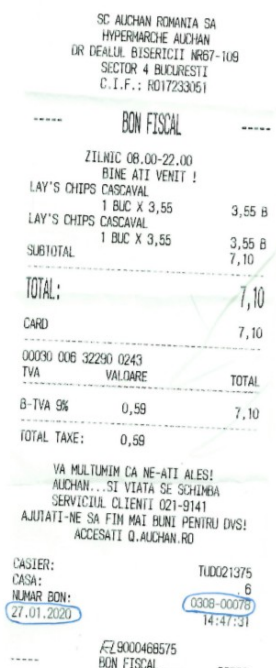 SC AUCHAN ROMANIA SA
HYPERMARCHE AUCHAN
DR DEALUL BISERICII NR67-109
SECTOR 4 BUCURESTI
C.I.F.: RO17233051
----- BON FISCAL -----
ZILNIC 08.00-22.00
BINE ATI VENIT !
LAY'S CHIPS CASCAVAL
1 BUC X 3,55 3,55 B
LAY'S CHIPS CASCAVAL
1 BUC X 3,55 3,55 B
SUBTOTAL 7,10
TOTAL: 7,10
CARD 7,10
00030 006 32290 0243
TVA VALOARE TOTAL
B-TVA 9% 0,59 7,10
TOTAL TAXE: 0,59
VA MULTUMIM CA NE-ATI ALES!
AUCHAN...SI VIATA SE SCHIMBA
SERVICIUL CLIENTI 021-9141
AJUTATI-NE SA FIM MAI BUNI PENTRU DVS!
ACCESATI Q.AUCHAN.RO
CASIER: TUD021375
CASA: 6
NUMAR BON: 0308-00078
27.01.2020 14:47:31
9000468575
----- BON FISCAL